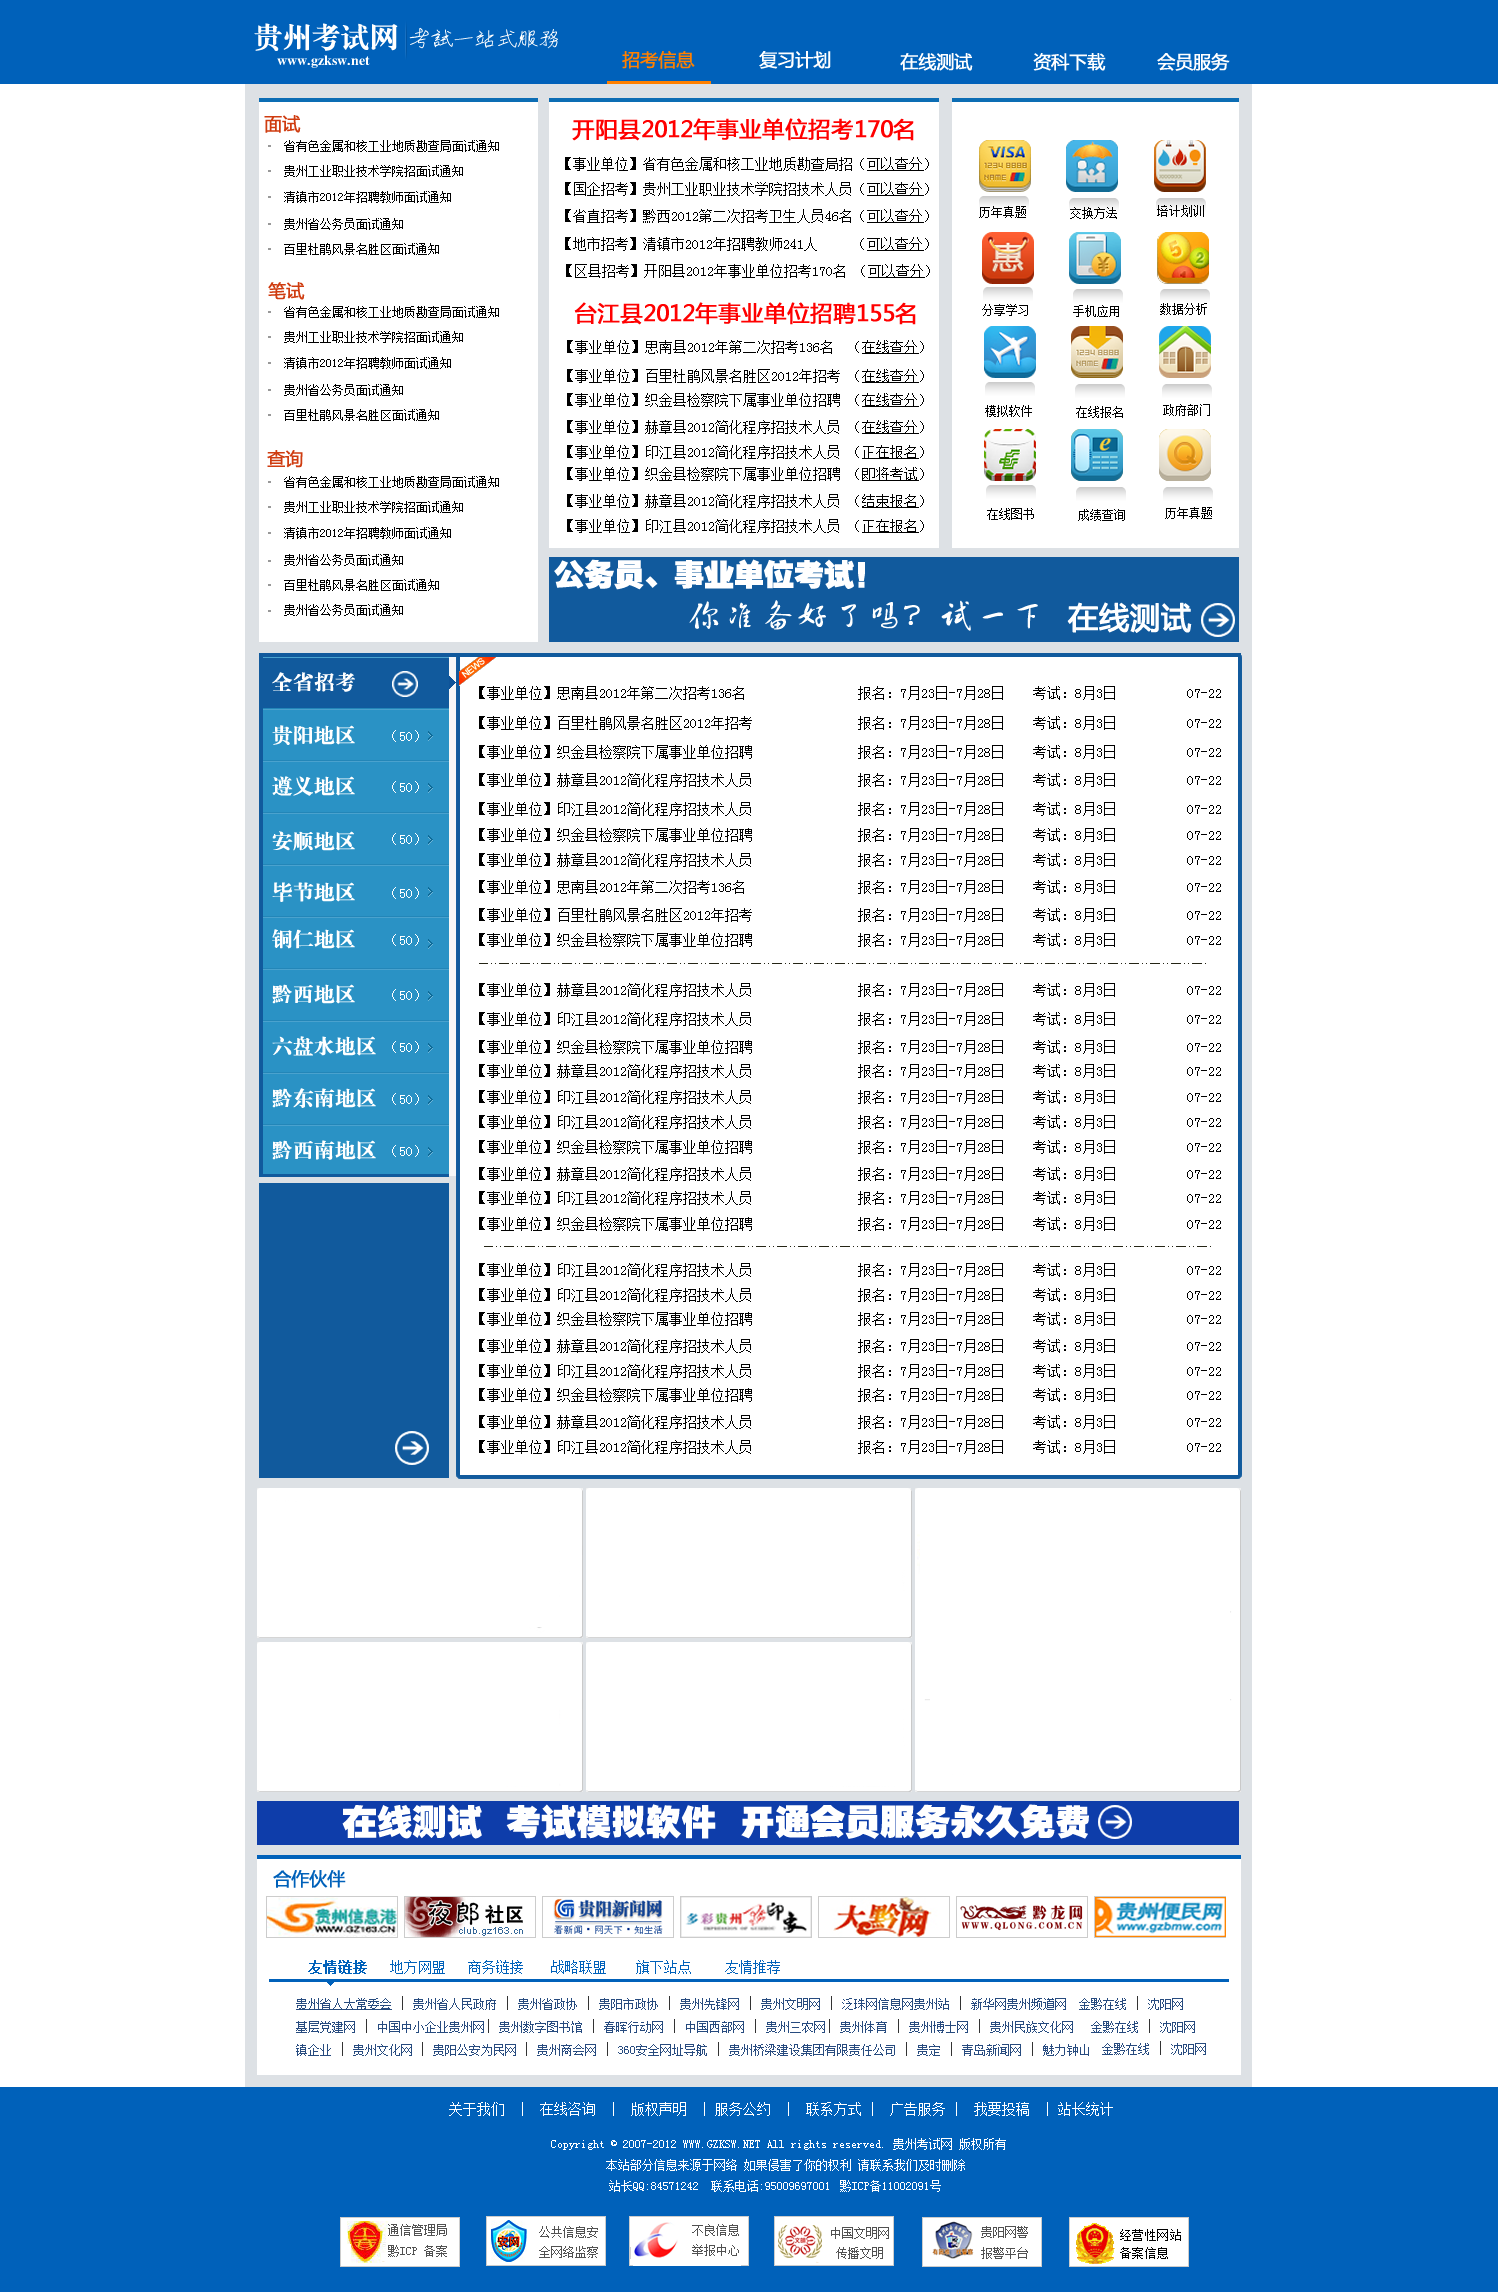 贵州考试网 考試一站式服務
www.gzksw.net
招考信息 复习计划 在线测试 资料下载 会员服务
面试
省有色金属和核工业地质勘查局面试通知
贵州工业职业技术学院招面试通知
清镇市2012年招聘教师面试通知
贵州省公务员面试通知
百里杜鹃风景名胜区面试通知
笔试
省有色金属和核工业地质勘查局面试通知
贵州工业职业技术学院招面试通知
清镇市2012年招聘教师面试通知
贵州省公务员面试通知
百里杜鹃风景名胜区面试通知
查询
省有色金属和核工业地质勘查局面试通知
贵州工业职业技术学院招面试通知
清镇市2012年招聘教师面试通知
贵州省公务员面试通知
百里杜鹃风景名胜区面试通知
贵州省公务员面试通知
开阳县2012年事业单位招考170名
【事业单位】省有色金属和核工业地质勘查局招（可以查分）
【国企招考】贵州工业职业技术学院招技术人员（可以查分）
【省直招考】黔西2012第二次招考卫生人员46名（可以查分）
【地市招考】清镇市2012年招聘教师241人 （可以查分）
【区县招考】开阳县2012年事业单位招考170名 （可以查分）
台江县2012年事业单位招聘155名
【事业单位】思南县2012年第二次招考136名 （在线查分）
【事业单位】百里杜鹃风景名胜区2012年招考 （在线查分）
【事业单位】织金县检察院下属事业单位招聘 （在线查分）
【事业单位】赫章县2012简化程序招技术人员 （在线查分）
【事业单位】印江县2012简化程序招技术人员 （正在报名）
【事业单位】织金县检察院下属事业单位招聘 （即将考试）
【事业单位】赫章县2012简化程序招技术人员 （结束报名）
【事业单位】印江县2012简化程序招技术人员 （正在报名）
VISA
1234 8888
NAME
历年真题 交换方法 培计划训
惠
5 2
分享学习 手机应用 数据分析
1234 8888
NAME
模拟软件 在线报名 政府部门
e Q
在线图书 成绩查询 历年真题
公务员、事业单位考试!
你准备好了吗? 试一下 在线测试
全省招考
贵阳地区 （50）
遵义地区 （50）
安顺地区 （50）
毕节地区 （50）
铜仁地区 （50）
黔西地区 （50）
六盘水地区 （50）
黔东南地区 （50）
黔西南地区 （50）
NEWS
【事业单位】思南县2012年第二次招考136名 报名：7月23日-7月28日 考试：8月3日 07-22
【事业单位】百里杜鹃风景名胜区2012年招考 报名：7月23日-7月28日 考试：8月3日 07-22
【事业单位】织金县检察院下属事业单位招聘 报名：7月23日-7月28日 考试：8月3日 07-22
【事业单位】赫章县2012简化程序招技术人员 报名：7月23日-7月28日 考试：8月3日 07-22
【事业单位】印江县2012简化程序招技术人员 报名：7月23日-7月28日 考试：8月3日 07-22
【事业单位】织金县检察院下属事业单位招聘 报名：7月23日-7月28日 考试：8月3日 07-22
【事业单位】赫章县2012简化程序招技术人员 报名：7月23日-7月28日 考试：8月3日 07-22
【事业单位】思南县2012年第二次招考136名 报名：7月23日-7月28日 考试：8月3日 07-22
【事业单位】百里杜鹃风景名胜区2012年招考 报名：7月23日-7月28日 考试：8月3日 07-22
【事业单位】织金县检察院下属事业单位招聘 报名：7月23日-7月28日 考试：8月3日 07-22
【事业单位】赫章县2012简化程序招技术人员 报名：7月23日-7月28日 考试：8月3日 07-22
【事业单位】印江县2012简化程序招技术人员 报名：7月23日-7月28日 考试：8月3日 07-22
【事业单位】织金县检察院下属事业单位招聘 报名：7月23日-7月28日 考试：8月3日 07-22
【事业单位】赫章县2012简化程序招技术人员 报名：7月23日-7月28日 考试：8月3日 07-22
【事业单位】印江县2012简化程序招技术人员 报名：7月23日-7月28日 考试：8月3日 07-22
【事业单位】印江县2012简化程序招技术人员 报名：7月23日-7月28日 考试：8月3日 07-22
【事业单位】织金县检察院下属事业单位招聘 报名：7月23日-7月28日 考试：8月3日 07-22
【事业单位】赫章县2012简化程序招技术人员 报名：7月23日-7月28日 考试：8月3日 07-22
【事业单位】印江县2012简化程序招技术人员 报名：7月23日-7月28日 考试：8月3日 07-22
【事业单位】织金县检察院下属事业单位招聘 报名：7月23日-7月28日 考试：8月3日 07-22
【事业单位】印江县2012简化程序招技术人员 报名：7月23日-7月28日 考试：8月3日 07-22
【事业单位】印江县2012简化程序招技术人员 报名：7月23日-7月28日 考试：8月3日 07-22
【事业单位】织金县检察院下属事业单位招聘 报名：7月23日-7月28日 考试：8月3日 07-22
【事业单位】赫章县2012简化程序招技术人员 报名：7月23日-7月28日 考试：8月3日 07-22
【事业单位】印江县2012简化程序招技术人员 报名：7月23日-7月28日 考试：8月3日 07-22
【事业单位】织金县检察院下属事业单位招聘 报名：7月23日-7月28日 考试：8月3日 07-22
【事业单位】赫章县2012简化程序招技术人员 报名：7月23日-7月28日 考试：8月3日 07-22
【事业单位】印江县2012简化程序招技术人员 报名：7月23日-7月28日 考试：8月3日 07-22
在线测试 考试模拟软件 开通会员服务永久免费
合作伙伴
贵州信息港 WWW.GZ163.CN
夜郎社区 club.gz163.cn
贵阳新闻网 看新闻·网天下·知生活
多彩贵州印象
大黔网
黔龙网 WWW.QLONG.COM.CN
贵州便民网 www.gzbmw.com
友情链接 地方网盟 商务链接 战略联盟 旗下站点 友情推荐
贵州省人大常委会 | 贵州省人民政府 | 贵州省政协 | 贵阳市政协 | 贵州先锋网 | 贵州文明网 | 泛珠网信息网贵州站 | 新华网贵州频道网 金黔在线 | 沈阳网
基层党建网 | 中国中小企业贵州网| 贵州数字图书馆 | 春晖行动网 | 中国西部网 | 贵州三农网| 贵州体育 | 贵州博士网 | 贵州民族文化网 金黔在线 | 沈阳网
镇企业 | 贵州文化网 | 贵阳公安为民网 | 贵州商会网 | 360安全网址导航 | 贵州桥梁建设集团有限责任公司 | 贵定 | 青岛新闻网 | 魅力钟山 金黔在线 | 沈阳网
关于我们 | 在线咨询 | 版权声明 | 服务公约 | 联系方式 | 广告服务 | 我要投稿 | 站长统计
Copyright © 2007-2012 WWW.GZKSW.NET All rights reserved. 贵州考试网 版权所有
本站部分信息来源于网络 如果侵害了你的权利 请联系我们及时删除
站长QQ:84571242 联系电话:95009697001 黔ICP备11002091号
通信管理局
黔ICP 备案
公共信息安
全网络监察
不良信息
举报中心
中国文明网
传播文明
贵阳网警
报警平台
经营性网站
备案信息